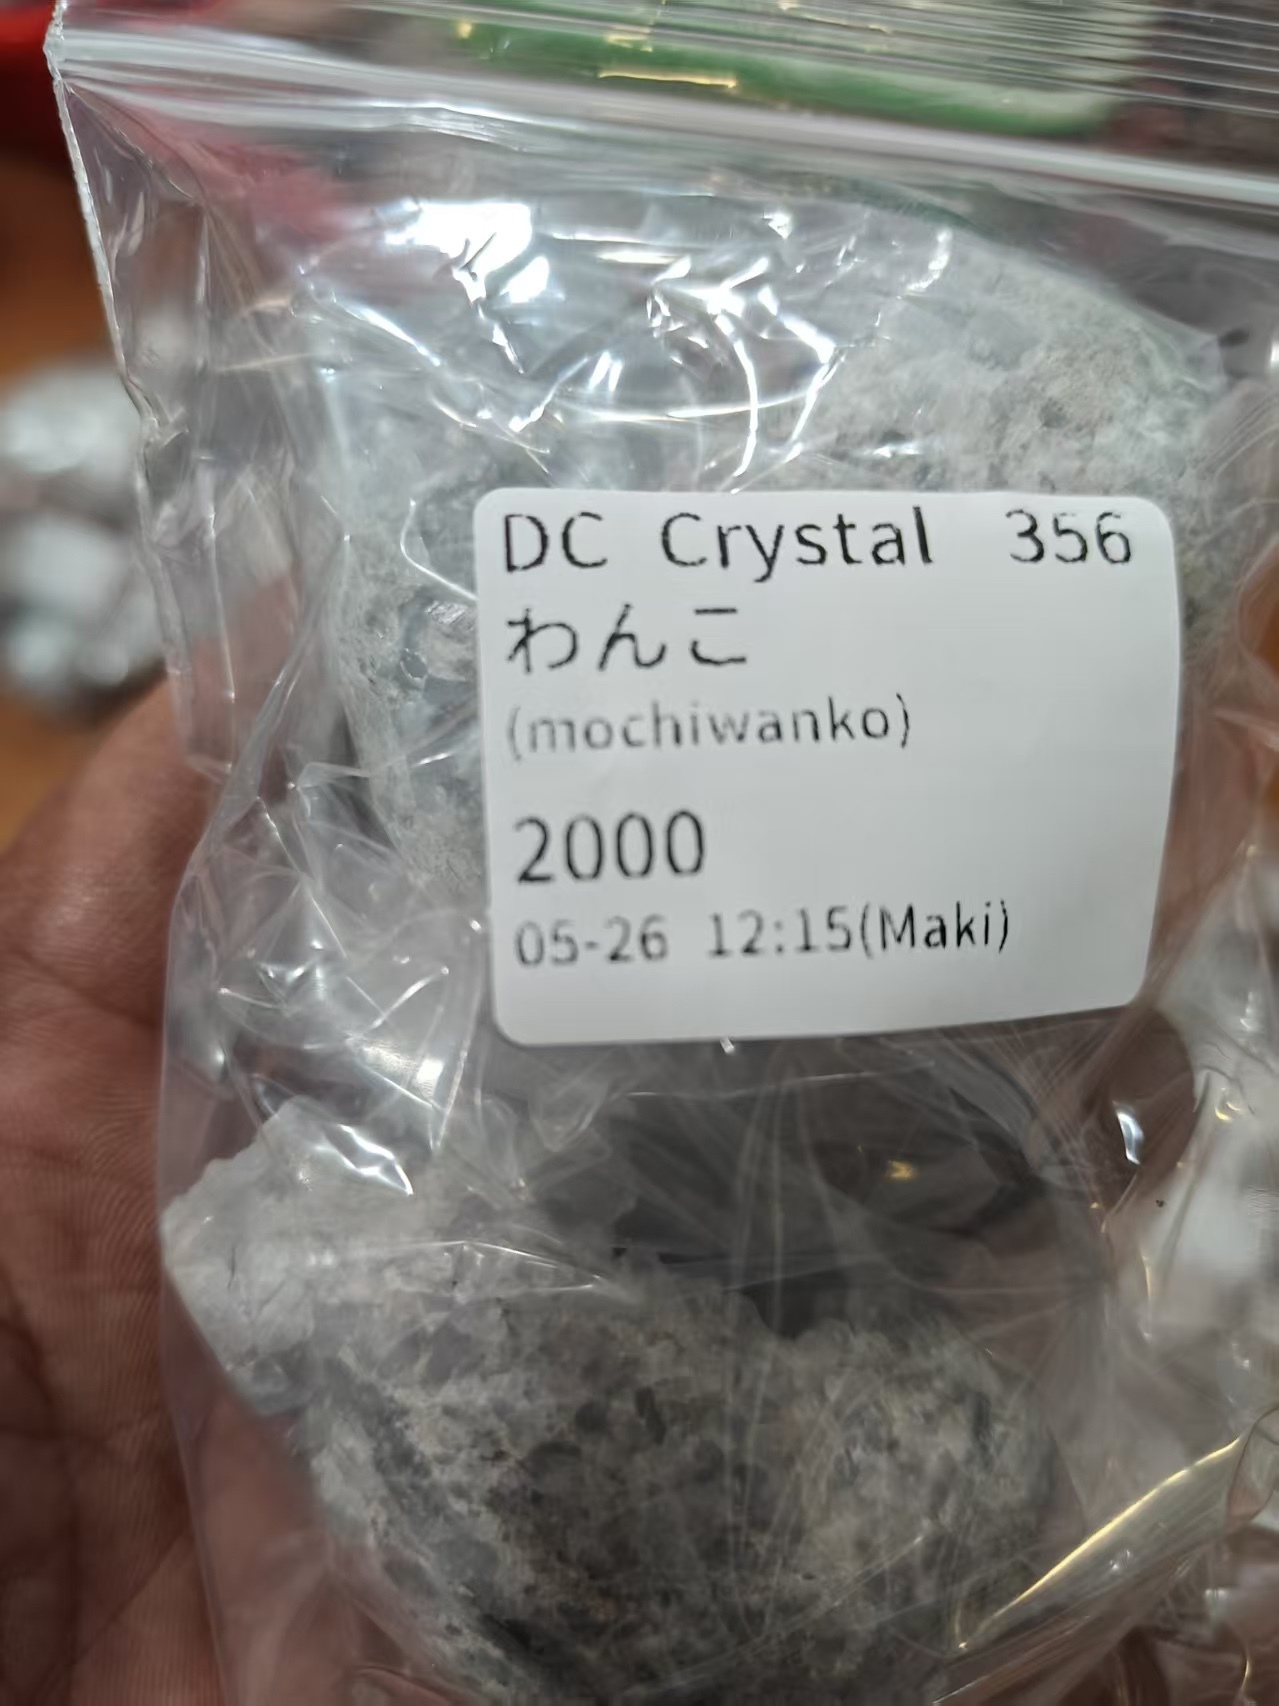 DC Crystal 356
わんこ
(mochiwanko)
2000
05-26 12:15(Maki)